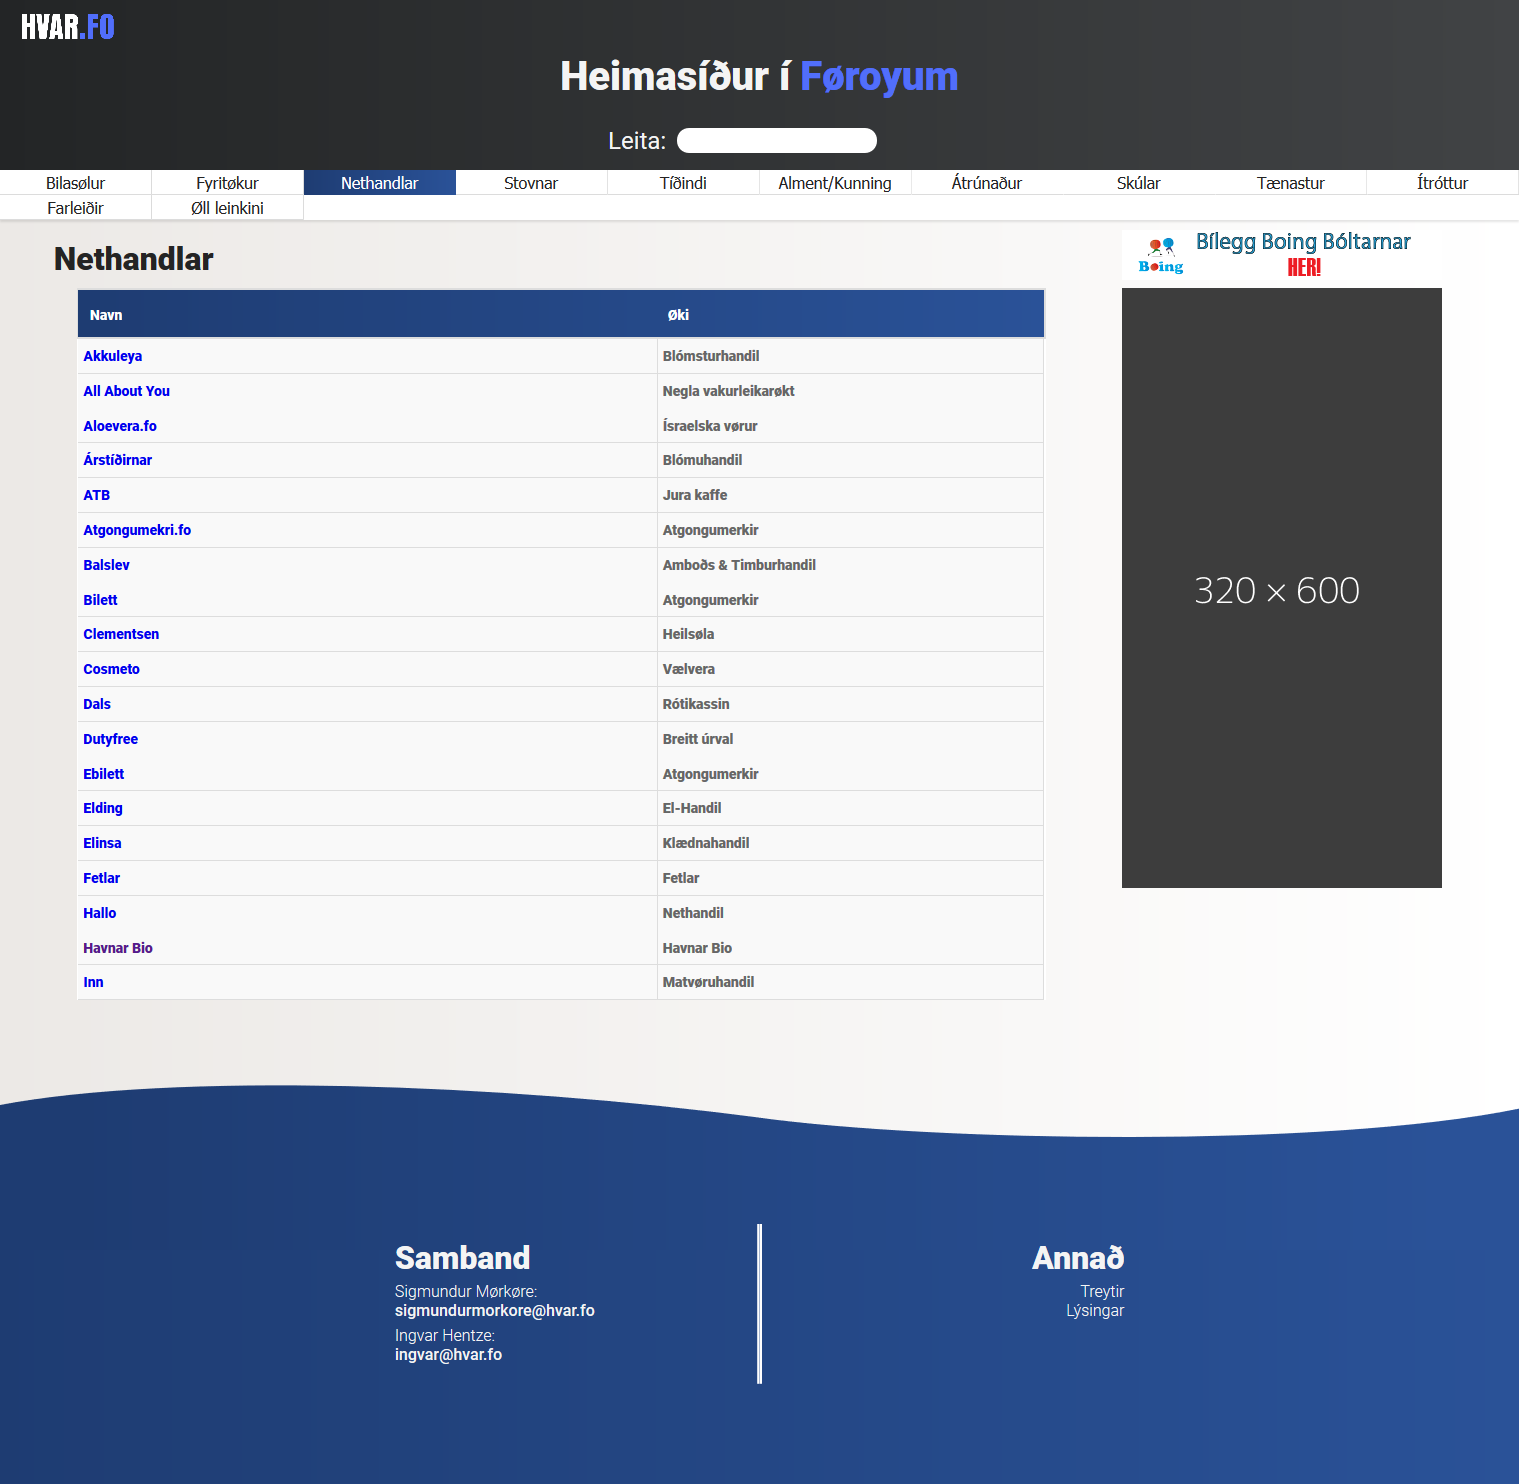 HVAR.FO
Heimasíður í Føroyum
Leita:
Bilasølur Fyritøkur Nethandlar Stovnar Tíðindi Alment/Kunning Átrúnaður Skúlar Tænastur Ítróttur
Farleiðir Øll leinkini
Nethandlar
Boing
Bílegg Boing Bóltarnar
HER!
Navn Øki
Akkuleya Blómsturhandil
All About You Negla vakurleikarøkt
Aloevera.fo Ísraelska vørur
Árstíðirnar Blómuhandil
ATB Jura kaffe
Atgongumekri.fo Atgongumerkir
Balslev Amboðs & Timburhandil
Bilett Atgongumerkir
Clementsen Heilsøla
Cosmeto Vælvera
Dals Rótikassin
Dutyfree Breitt úrval
Ebilett Atgongumerkir
Elding El-Handil
Elinsa Klædnahandil
Fetlar Fetlar
Hallo Nethandil
Havnar Bio Havnar Bio
Inn Matvøruhandil
320 × 600
Samband
Sigmundur Mørkøre:
sigmundurmorkore@hvar.fo
Ingvar Hentze:
ingvar@hvar.fo
Annað
Treytir
Lýsingar